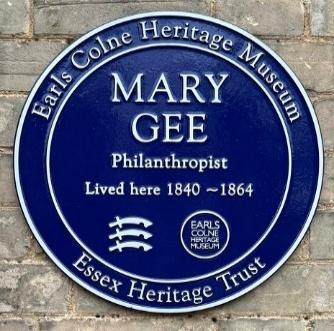 Earls Colne Heritage Museum
MARY
GEE
Philanthropist
Lived here 1840 ~ 1864
EARLS
COLNE
HERITAGE
MUSEUM
Essex Heritage Trust